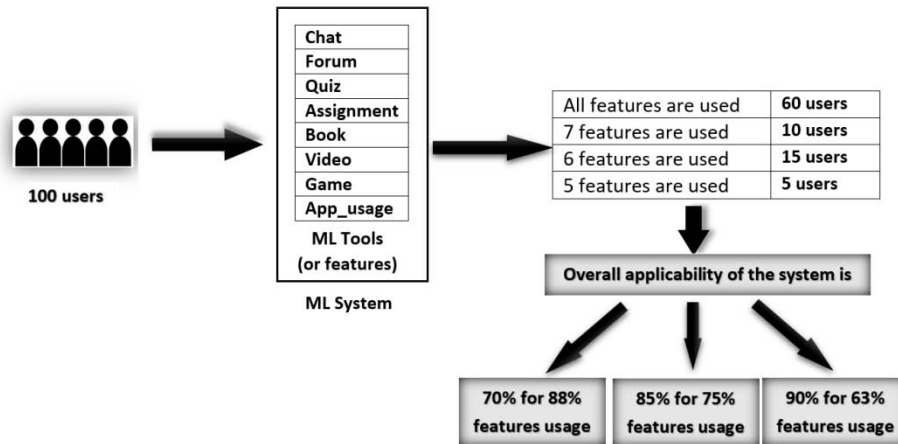 100 users
Chat
Forum
Quiz
Assignment
Book
Video
Game
App_usage
ML Tools
(or features)
ML System
All features are used 60 users
7 features are used 10 users
6 features are used 15 users
5 features are used 5 users
Overall applicability of the system is
70% for 88%
features usage
85% for 75%
features usage
90% for 63%
features usage